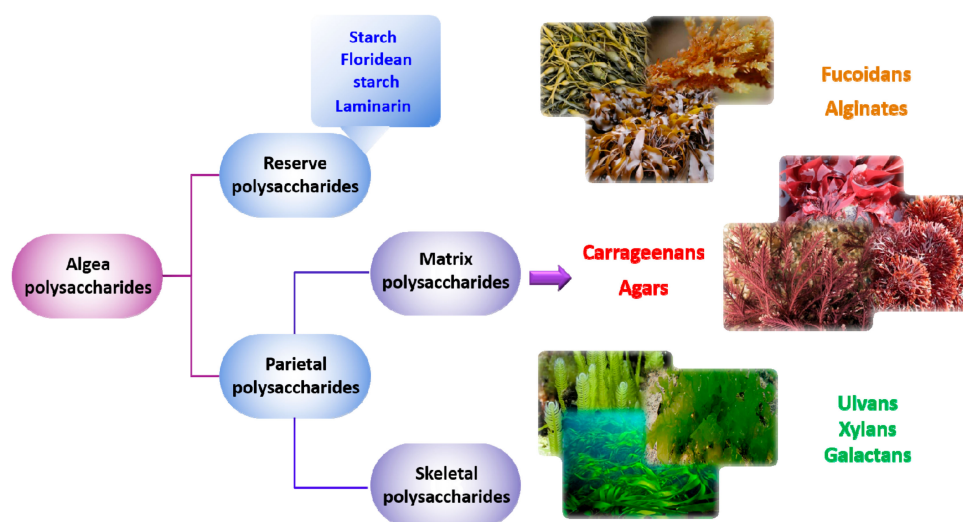 Starch
Floridean
starch
Laminarin
Reserve
polysaccharides
Algea
polysaccharides
Parietal
polysaccharides
Matrix
polysaccharides
Skeletal
polysaccharides
Fucoidans
Alginates
Carrageenans
Agars
Ulvans
Xylans
Galactans